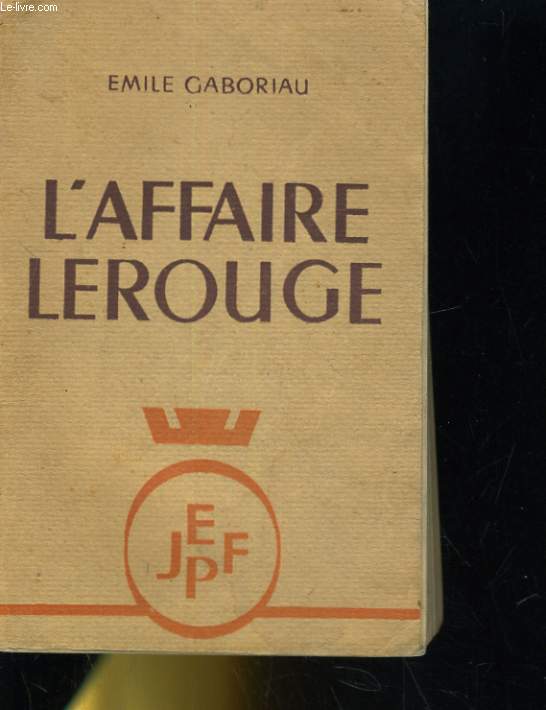 Le-livre.com
EMILE GABORIAU
L'AFFAIRE
LEROUGE
E
J F
P